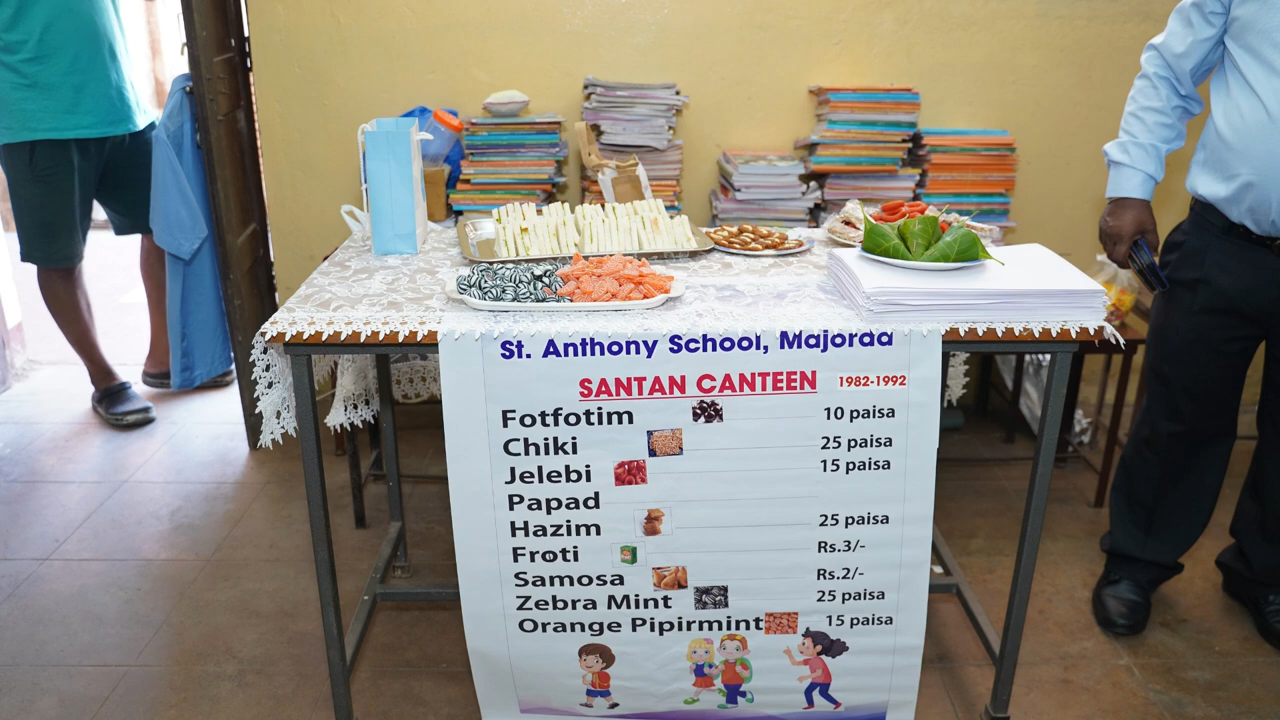 St. Anthony School, Majorda
SANTAN CANTEEN 1982-1992
Fotfotim 10 paisa
Chiki 25 paisa
Jelebi 15 paisa
Papad
Hazim 25 paisa
Froti Rs.3/-
Samosa Rs.2/-
Zebra Mint 25 paisa
Orange Pipirmint 15 paisa